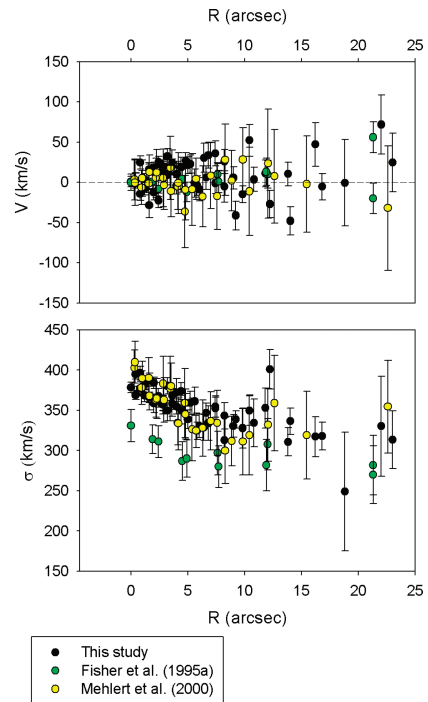 R (arcsec)
0 5 10 15 20 25
150
100
50
0
-50
-100
-150
V (km/s)
450
400
350
300
250
200
150
σ (km/s)
0 5 10 15 20 25
R (arcsec)
This study
Fisher et al. (1995a)
Mehlert et al. (2000)